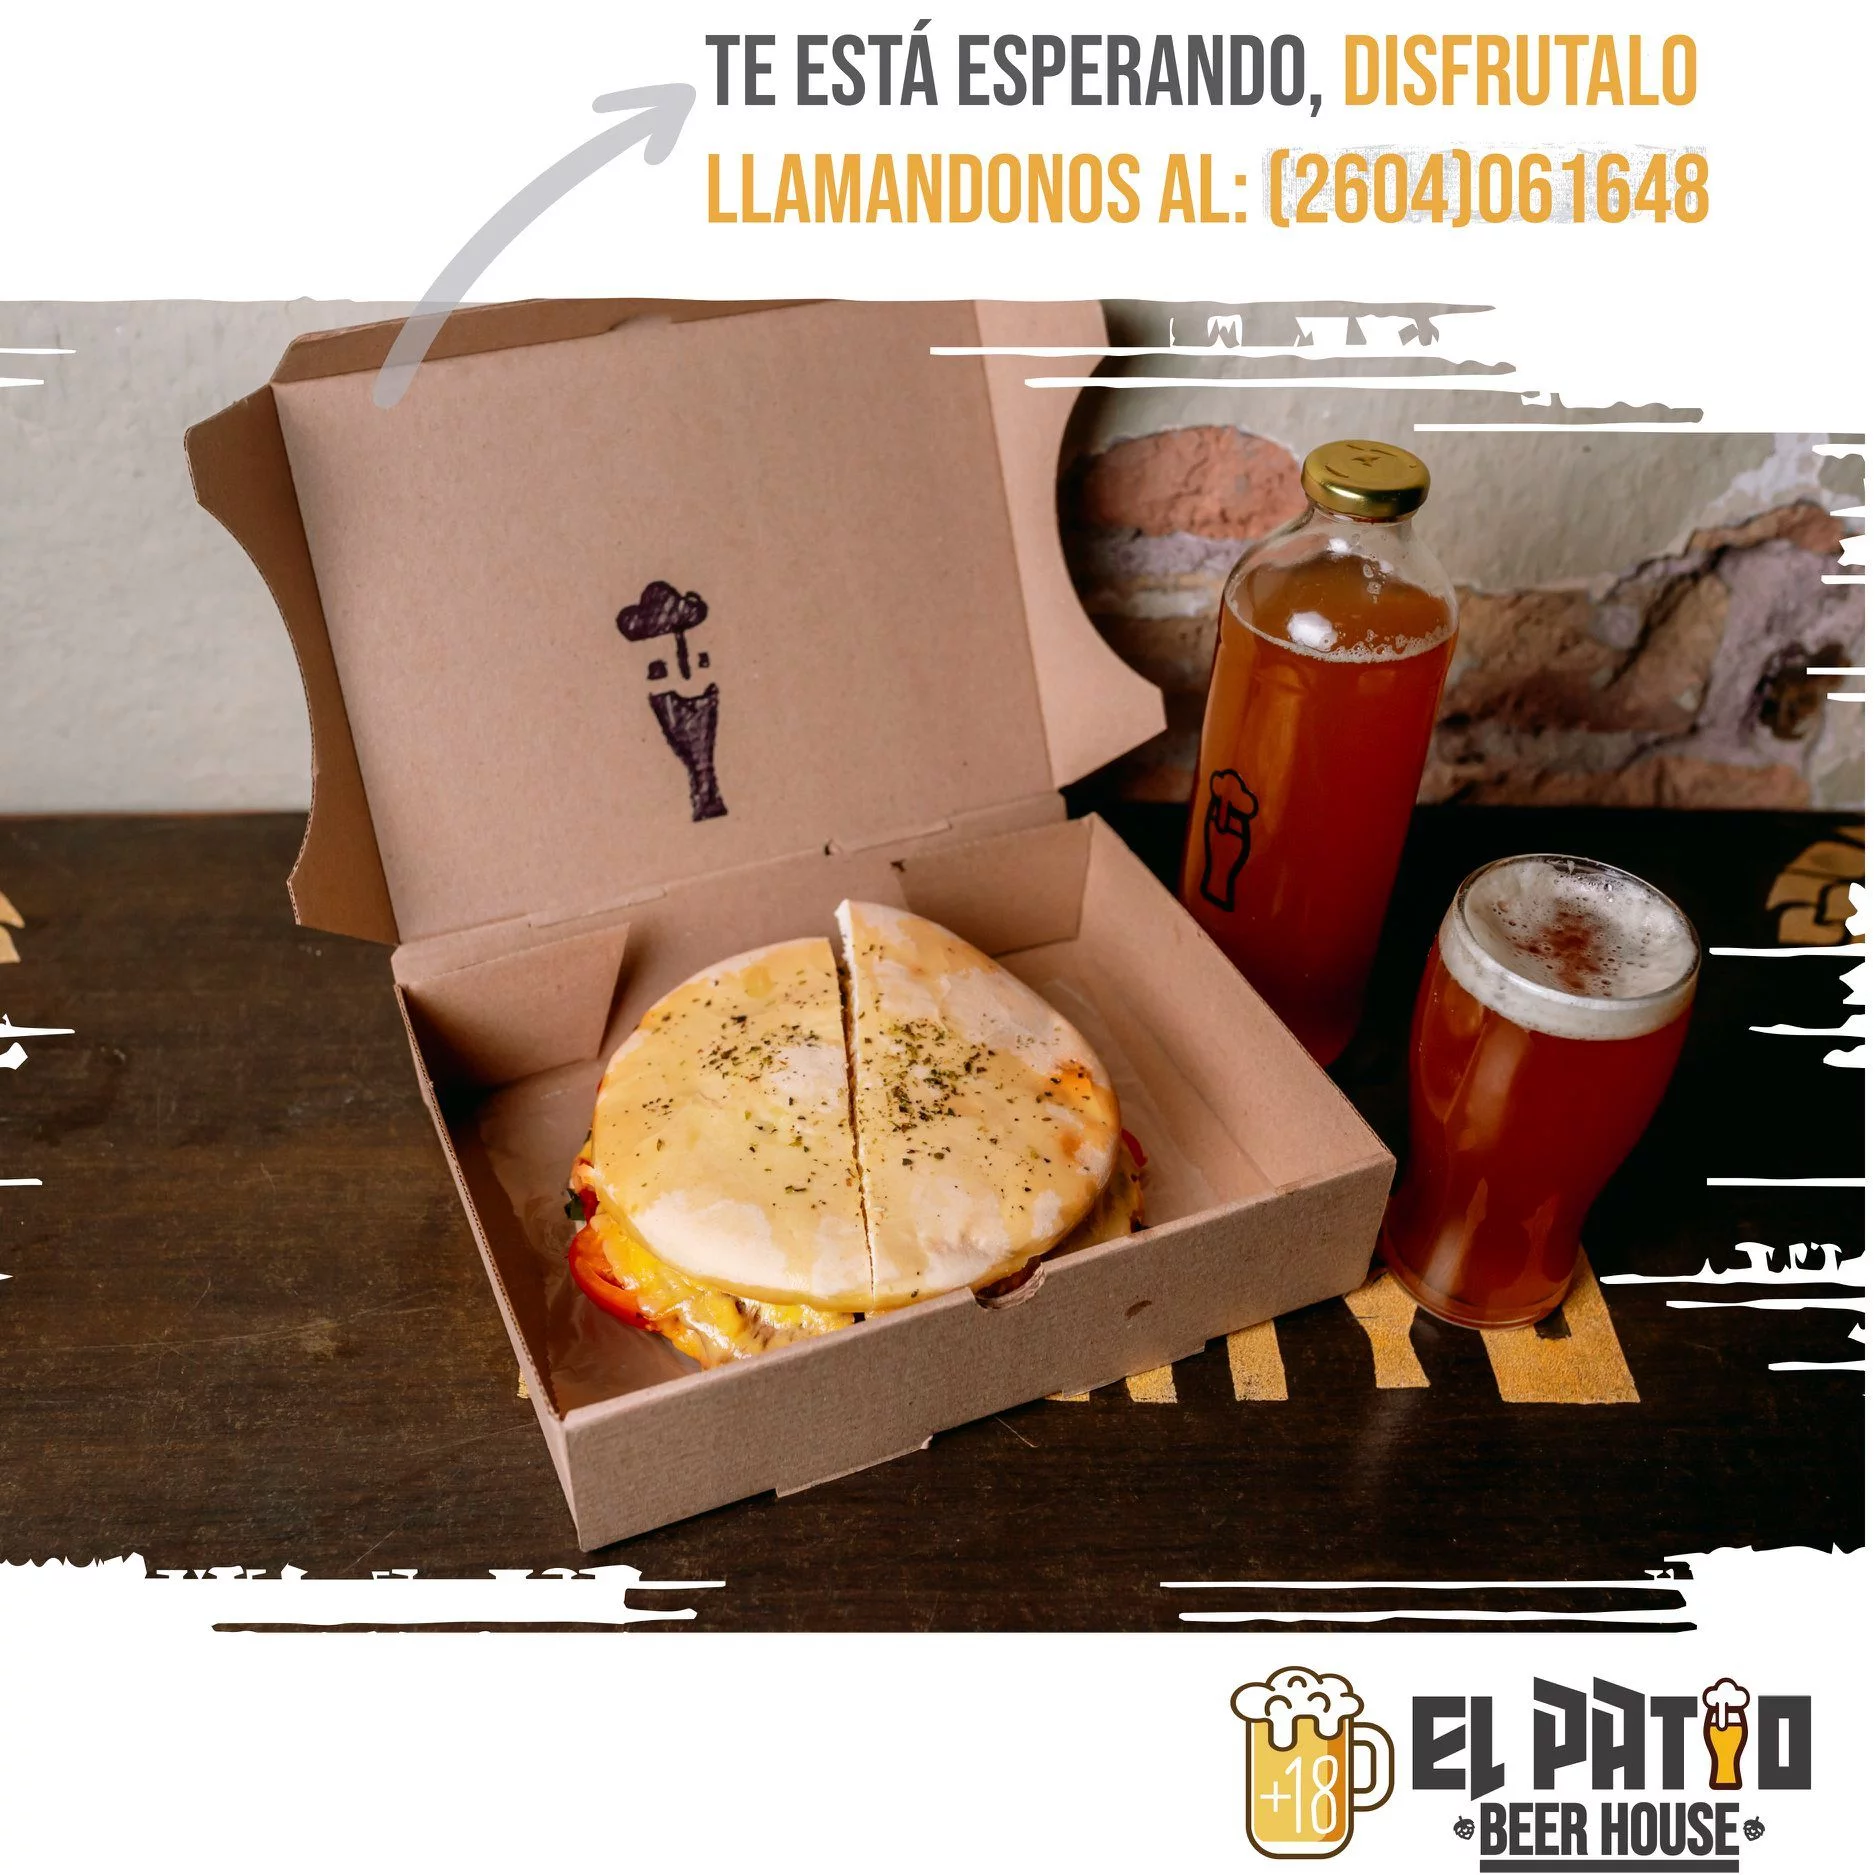 TE ESTÁ ESPERANDO, DISFRUTALO
LLAMANDONOS AL: (2604)061648
+18
EL PATIO
BEER HOUSE